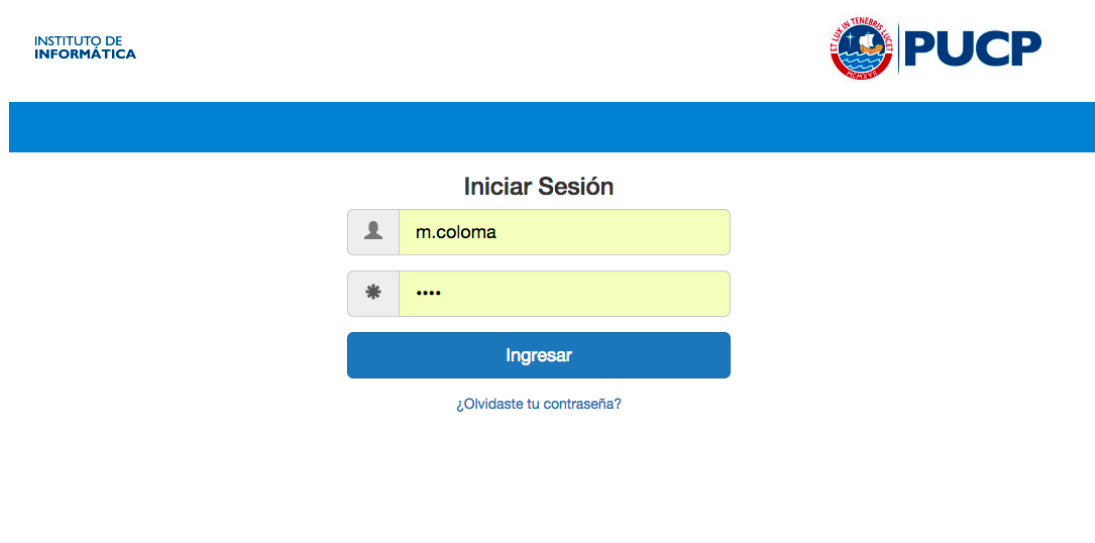 INSTITUTO DE
INFORMÁTICA
ET LUX IN TENEBRIS LUCET
MCMXVII
PUCP
Iniciar Sesión
m.coloma
••••
Ingresar
¿Olvidaste tu contraseña?